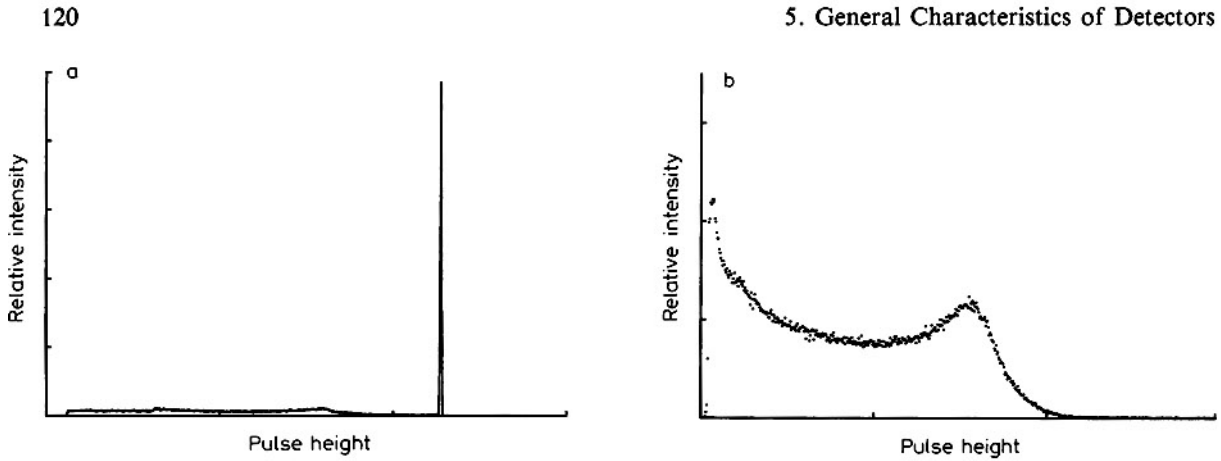 120
5. General Characteristics of Detectors
a
Relative intensity
Pulse height
b
Relative intensity
Pulse height